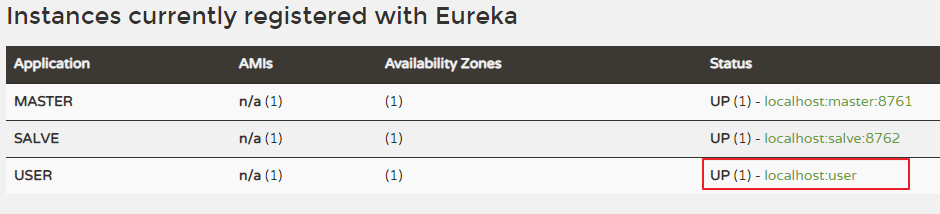 Instances currently registered with Eureka
Application AMIs Availability Zones Status
MASTER n/a (1) (1) UP (1) - localhost:master:8761
SALVE n/a (1) (1) UP (1) - localhost:salve:8762
USER n/a (1) (1) UP (1) - localhost:user